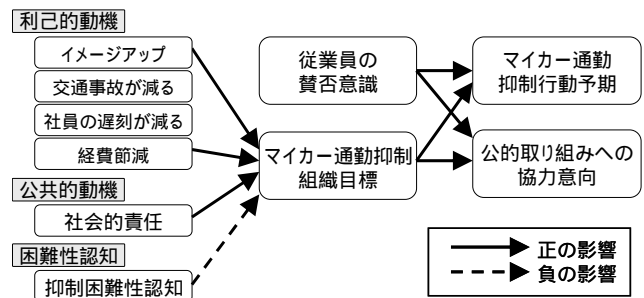 利己的動機
イメージアップ
交通事故が減る
社員の遅刻が減る
経費節減
公共的動機
社会的責任
困難性認知
抑制困難性認知
従業員の
賛否意識
マイカー通勤抑制
組織目標
マイカー通勤
抑制行動予期
公的取り組みへの
協力意向
正の影響
負の影響